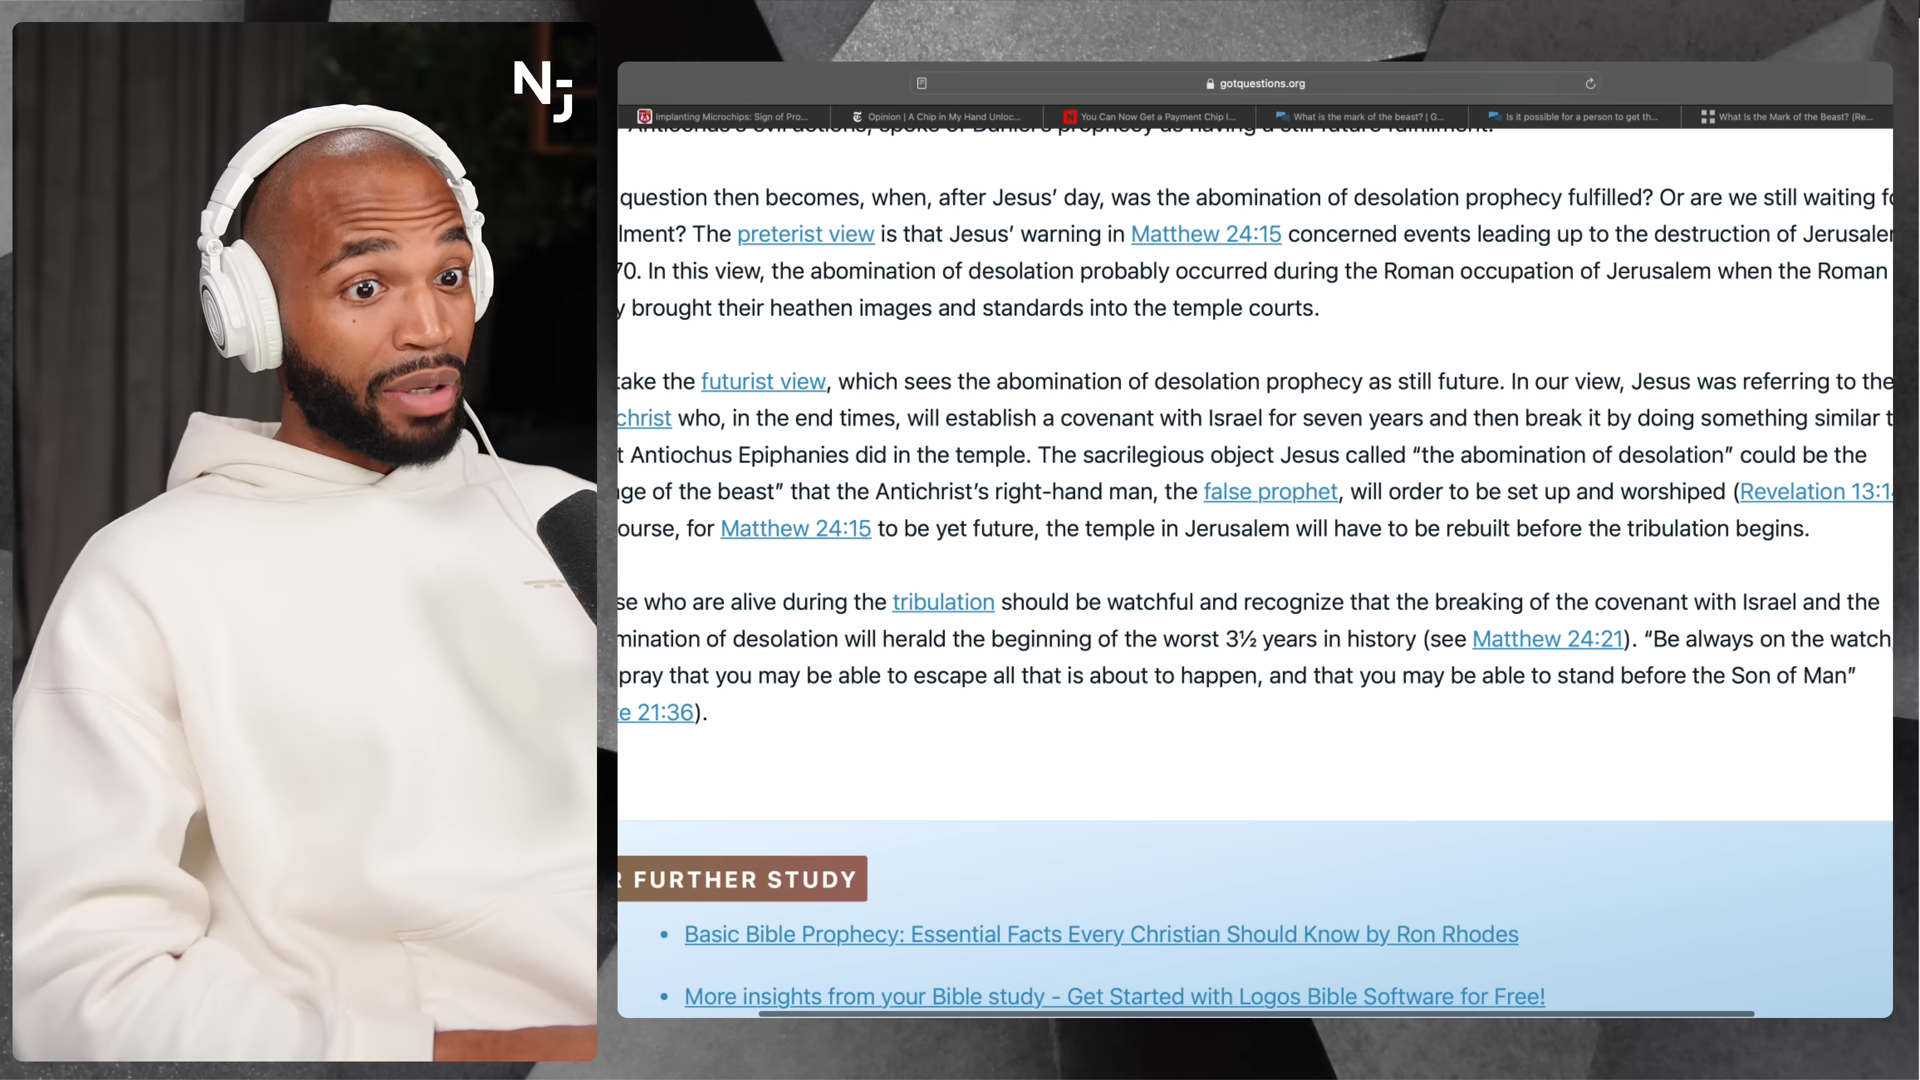 NJ
gotquestions.org
Implanting Microchips: Sign of Pro...
Opinion | A Chip in My Hand Unloc...
You Can Now Get a Payment Chip I...
What is the mark of the beast? | G...
Is it possible for a person to get th...
What Is the Mark of the Beast? (Re...
Antiochus's evil actions, spoke of Daniel's prophecy as having a still future fulfillment.
question then becomes, when, after Jesus’ day, was the abomination of desolation prophecy fulfilled? Or are we still waiting fo
lment? The preterist view is that Jesus’ warning in Matthew 24:15 concerned events leading up to the destruction of Jerusaler
70. In this view, the abomination of desolation probably occurred during the Roman occupation of Jerusalem when the Roman
y brought their heathen images and standards into the temple courts.
take the futurist view, which sees the abomination of desolation prophecy as still future. In our view, Jesus was referring to the
christ who, in the end times, will establish a covenant with Israel for seven years and then break it by doing something similar t
t Antiochus Epiphanies did in the temple. The sacrilegious object Jesus called “the abomination of desolation” could be the
ge of the beast” that the Antichrist’s right-hand man, the false prophet, will order to be set up and worshiped (Revelation 13:14
ourse, for Matthew 24:15 to be yet future, the temple in Jerusalem will have to be rebuilt before the tribulation begins.
se who are alive during the tribulation should be watchful and recognize that the breaking of the covenant with Israel and the
mination of desolation will herald the beginning of the worst 3½ years in history (see Matthew 24:21). “Be always on the watch,
pray that you may be able to escape all that is about to happen, and that you may be able to stand before the Son of Man”
e 21:36).
R FURTHER STUDY
• Basic Bible Prophecy: Essential Facts Every Christian Should Know by Ron Rhodes
• More insights from your Bible study - Get Started with Logos Bible Software for Free!